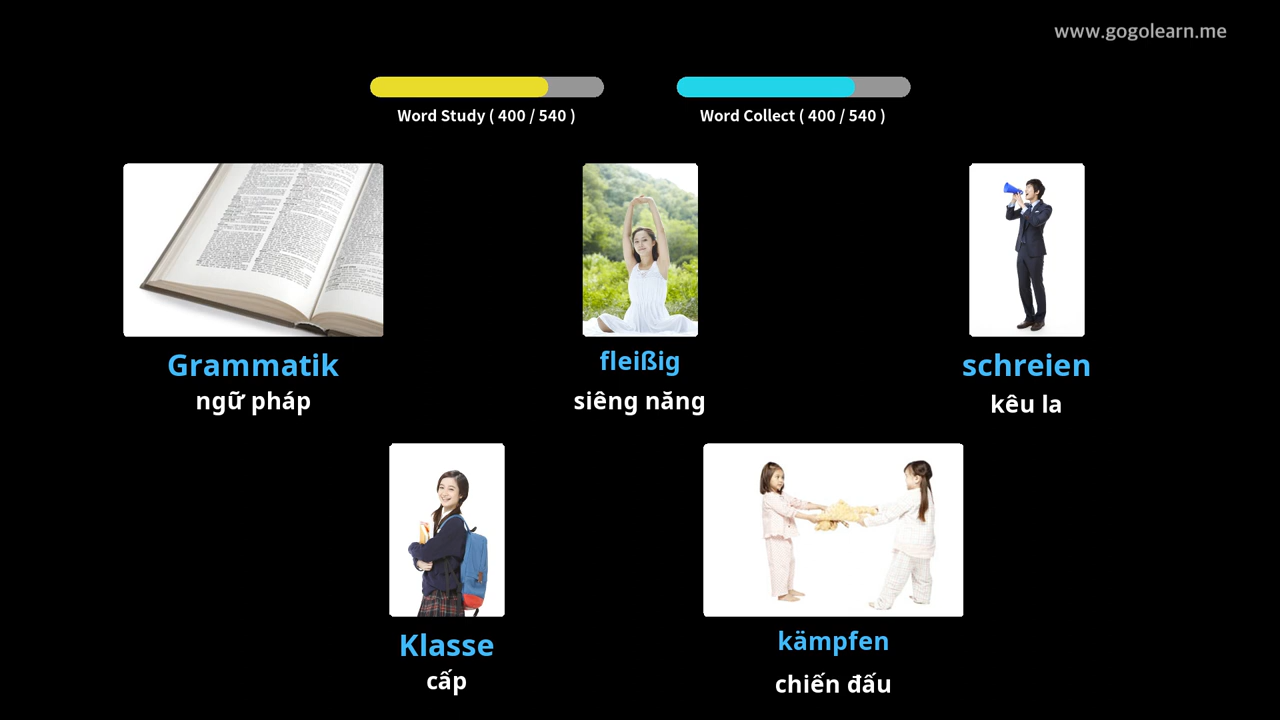 www.gogolearn.me
Word Study ( 400 / 540 )
Word Collect ( 400 / 540 )
Grammatik
ngữ pháp
fleißig
siêng năng
schreien
kêu la
Klasse
cấp
kämpfen
chiến đấu